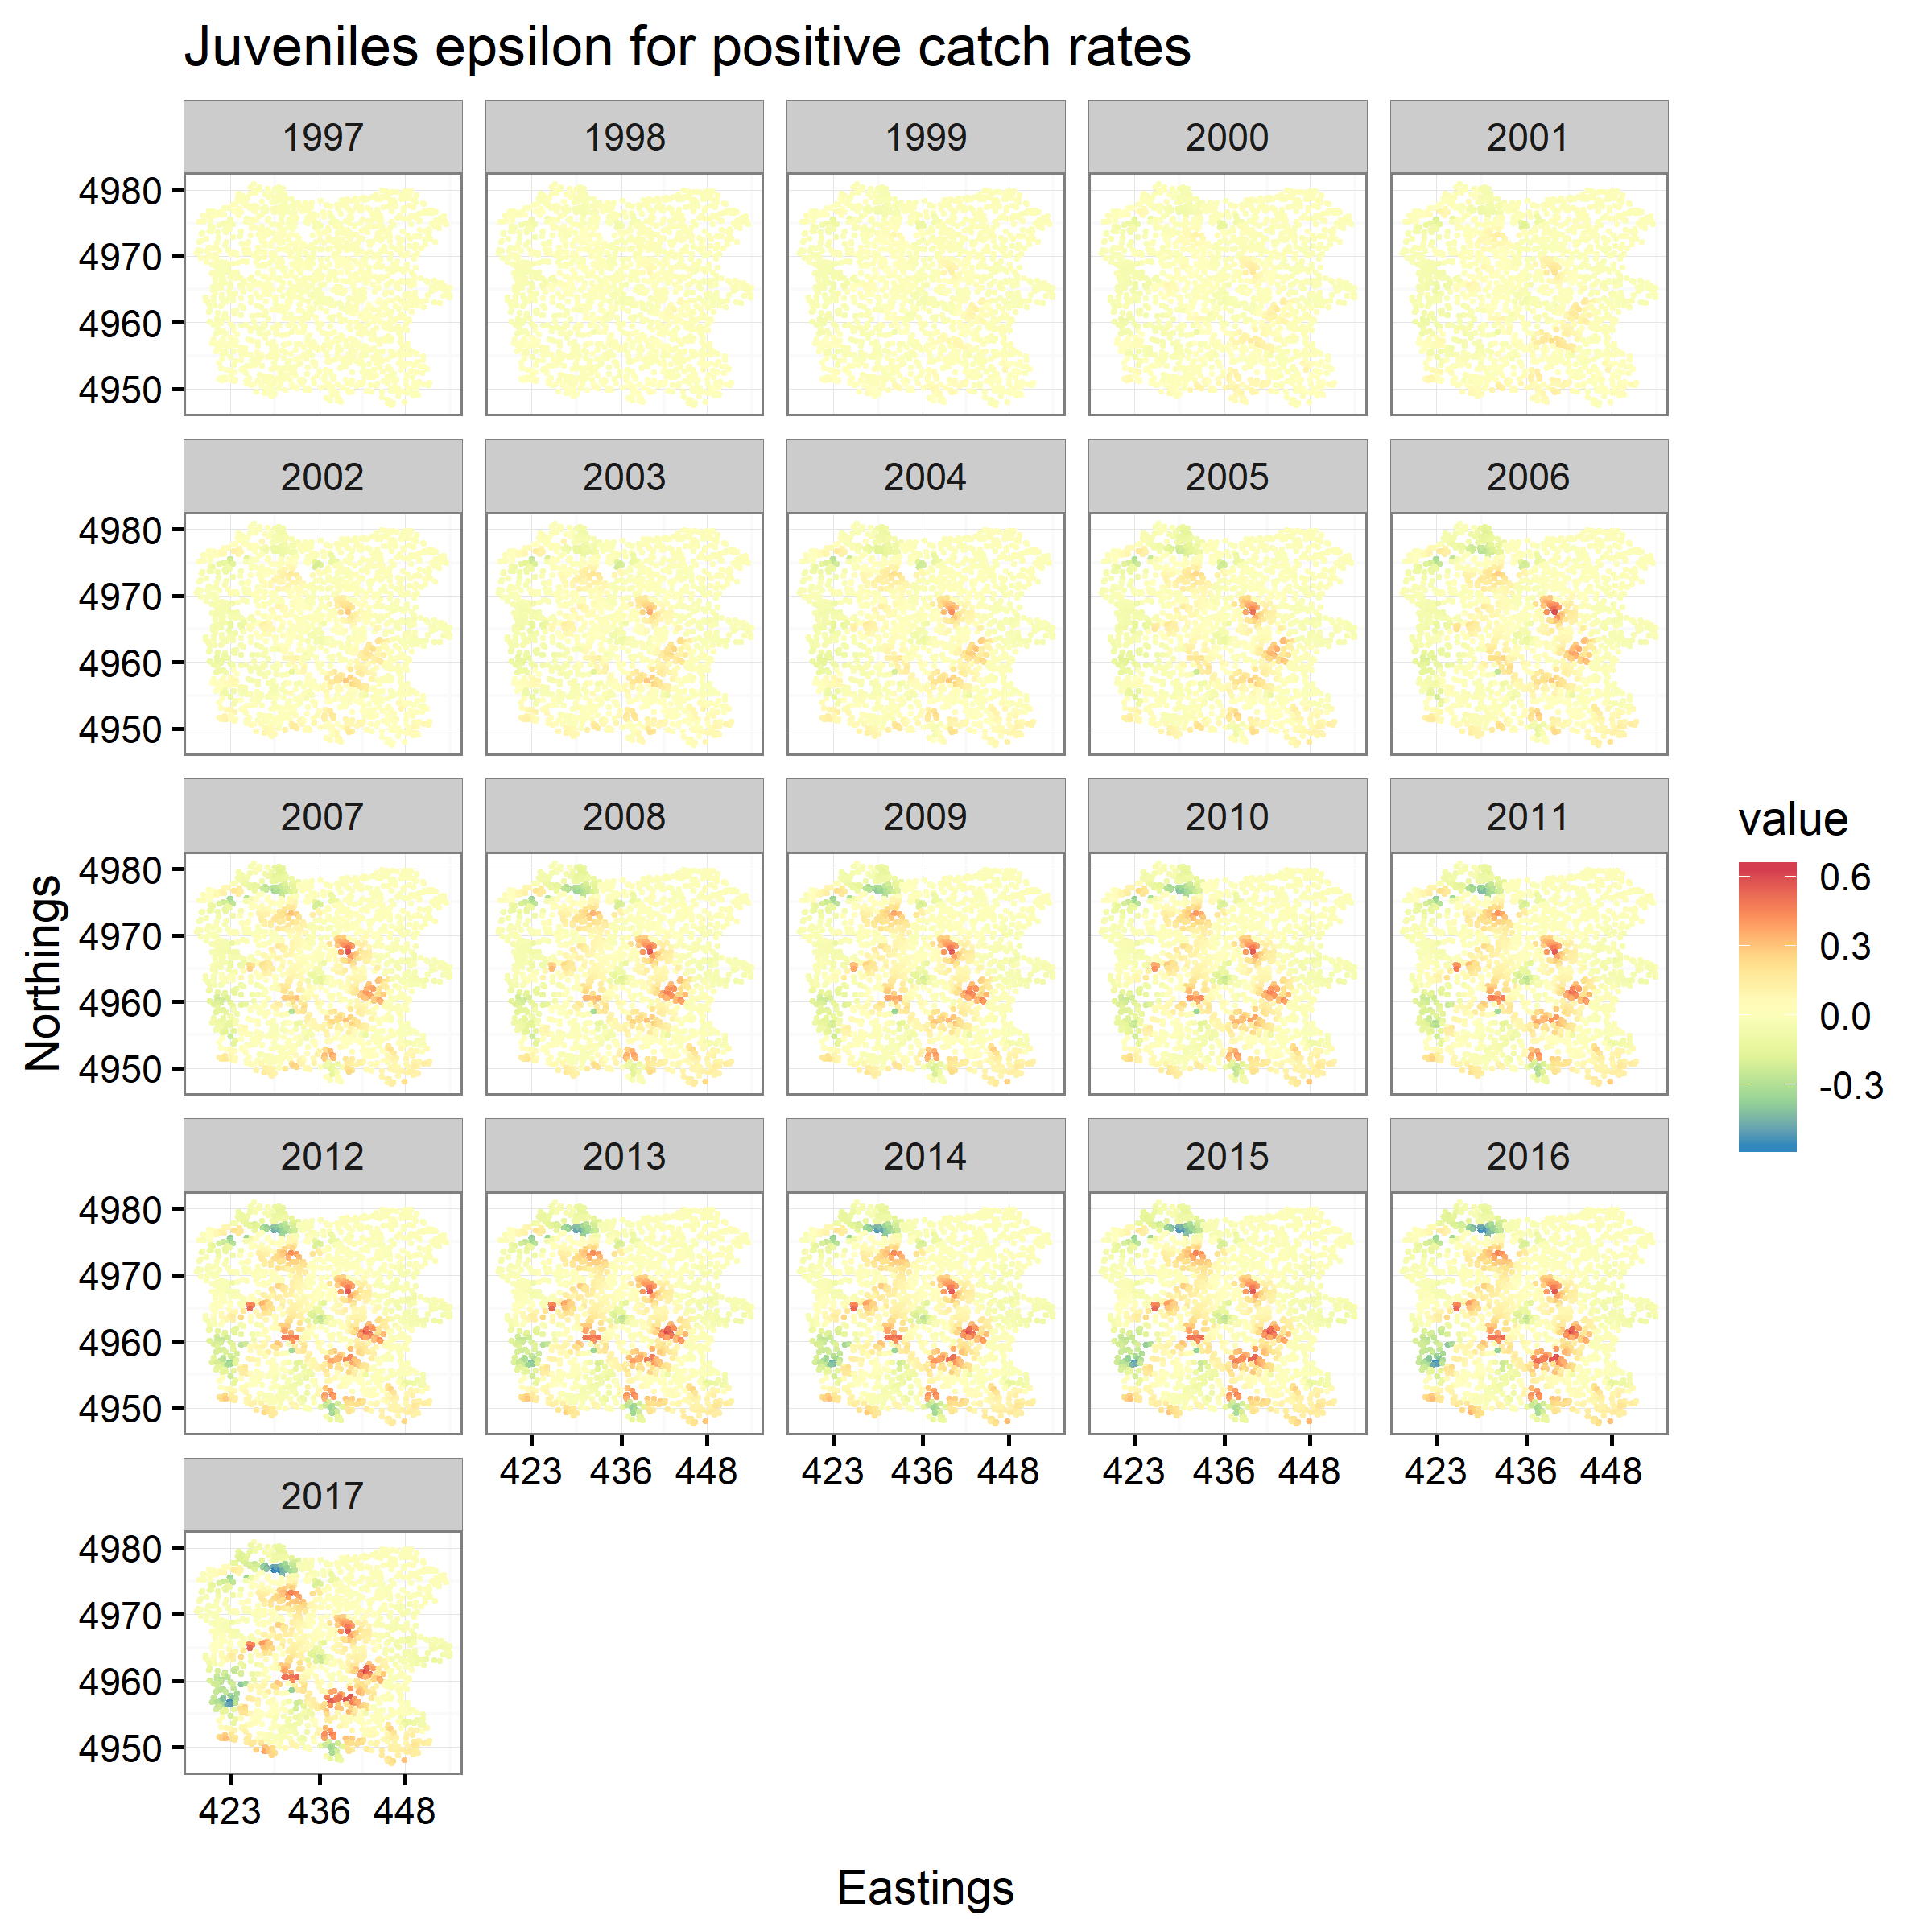 Juveniles epsilon for positive catch rates
1997 1998 1999 2000 2001
4980
4970
4960
4950
2002 2003 2004 2005 2006
4980
4970
4960
4950
2007 2008 2009 2010 2011
4980
4970
4960
4950
2012 2013 2014 2015 2016
4980
4970
4960
4950
423 436 448 423 436 448 423 436 448 423 436 448
2017
4980
4970
4960
4950
423 436 448
Eastings
Northings
value
0.6
0.3
0.0
-0.3